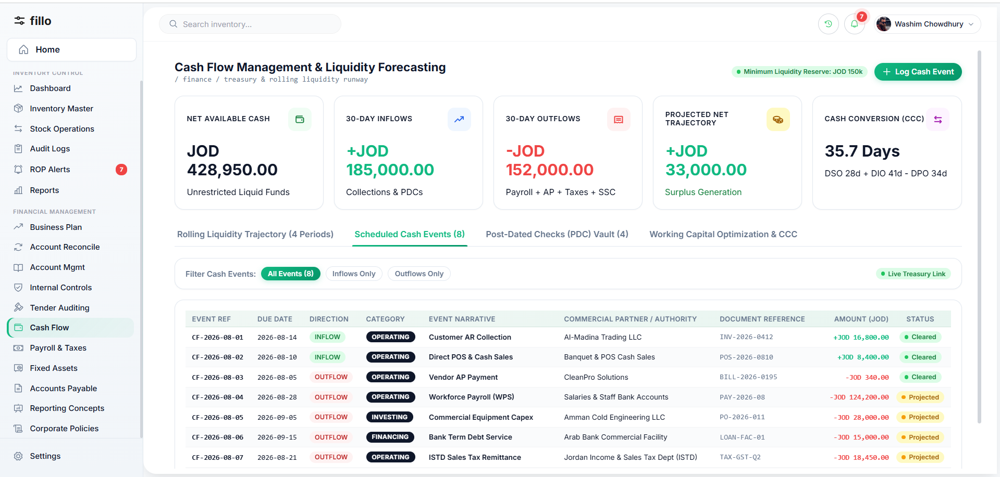 fillo
Search inventory...
7
Washim Chowdhury
Home
INVENTORY CONTROL
Dashboard
Inventory Master
Stock Operations
Audit Logs
ROP Alerts 7
Reports
FINANCIAL MANAGEMENT
Business Plan
Account Reconcile
Account Mgmt
Internal Controls
Tender Auditing
Cash Flow
Payroll & Taxes
Fixed Assets
Accounts Payable
Reporting Concepts
Corporate Policies
Settings
Cash Flow Management & Liquidity Forecasting
/ finance / treasury & rolling liquidity runway
Minimum Liquidity Reserve: JOD 150k
+ Log Cash Event
NET AVAILABLE CASH
JOD
428,950.00
Unrestricted Liquid Funds
30-DAY INFLOWS
+JOD
185,000.00
Collections & PDCs
30-DAY OUTFLOWS
-JOD
152,000.00
Payroll + AP + Taxes + SSC
PROJECTED NET
TRAJECTORY
+JOD
33,000.00
Surplus Generation
CASH CONVERSION (CCC)
35.7 Days
DSO 28d + DIO 41d - DPO 34d
Rolling Liquidity Trajectory (4 Periods) Scheduled Cash Events (8) Post-Dated Checks (PDC) Vault (4) Working Capital Optimization & CCC
Filter Cash Events: All Events (8) Inflows Only Outflows Only Live Treasury Link
EVENT REF DUE DATE DIRECTION CATEGORY EVENT NARRATIVE COMMERCIAL PARTNER / AUTHORITY DOCUMENT REFERENCE AMOUNT (JOD) STATUS
CF-2026-08-01 2026-08-14 INFLOW OPERATING Customer AR Collection Al-Madina Trading LLC INV-2026-0412 +JOD 16,800.00 Cleared
CF-2026-08-02 2026-08-10 INFLOW OPERATING Direct POS & Cash Sales Banquet & POS Cash Sales POS-2026-0810 +JOD 8,400.00 Cleared
CF-2026-08-03 2026-08-05 OUTFLOW OPERATING Vendor AP Payment CleanPro Solutions BILL-2026-0195 -JOD 340.00 Cleared
CF-2026-08-04 2026-08-28 OUTFLOW OPERATING Workforce Payroll (WPS) Salaries & Staff Bank Accounts PAY-2026-08 -JOD 124,200.00 Projected
CF-2026-08-05 2026-09-05 OUTFLOW INVESTING Commercial Equipment Capex Amman Cold Engineering LLC PO-2026-011 -JOD 28,000.00 Projected
CF-2026-08-06 2026-09-15 OUTFLOW FINANCING Bank Term Debt Service Arab Bank Commercial Facility LOAN-FAC-01 -JOD 15,000.00 Projected
CF-2026-08-07 2026-08-21 OUTFLOW OPERATING ISTD Sales Tax Remittance Jordan Income & Sales Tax Dept (ISTD) TAX-GST-Q2 -JOD 18,450.00 Projected